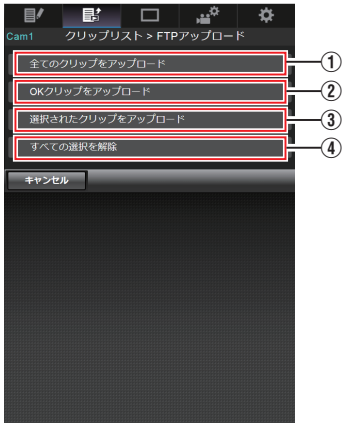 Cam1 クリップリスト > FTPアップロード
全てのクリップをアップロード ①
OKクリップをアップロード ②
選択されたクリップをアップロード ③
すべての選択を解除 ④
キャンセル